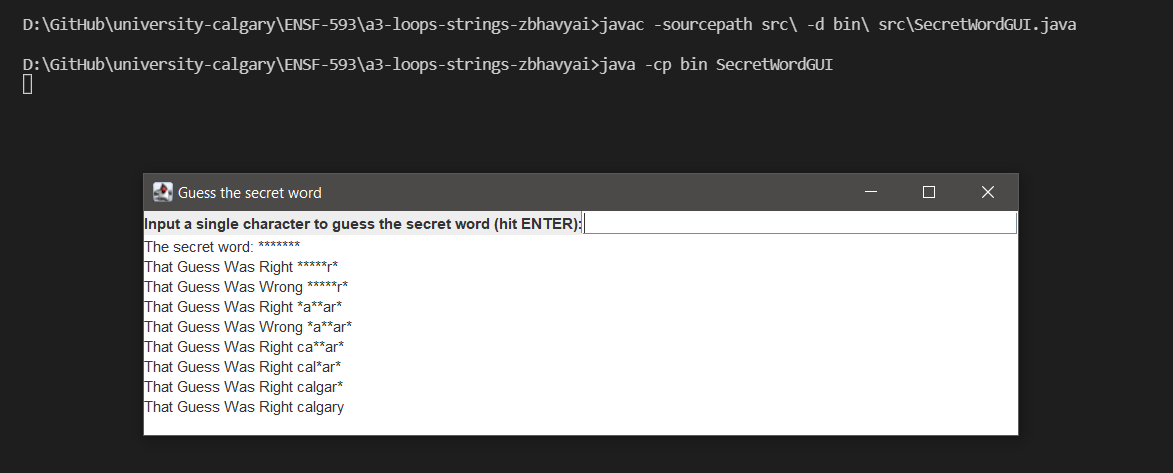 D:\GitHub\university-calgary\ENSF-593\a3-loops-strings-zbhavyai>javac -sourcepath src\ -d bin\ src\SecretWordGUI.java
D:\GitHub\university-calgary\ENSF-593\a3-loops-strings-zbhavyai>java -cp bin SecretWordGUI
Guess the secret word
Input a single character to guess the secret word (hit ENTER):
The secret word: *******
That Guess Was Right *****r*
That Guess Was Wrong *****r*
That Guess Was Right *a**ar*
That Guess Was Wrong *a**ar*
That Guess Was Right ca**ar*
That Guess Was Right cal*ar*
That Guess Was Right calgar*
That Guess Was Right calgary